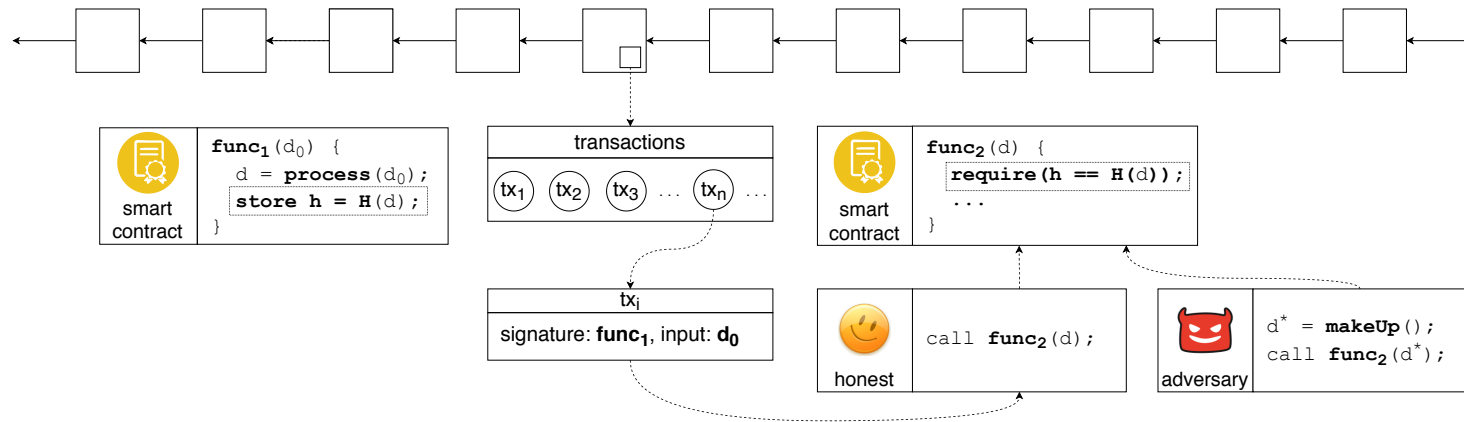 func₁(d₀) {
d = process(d₀);
store h = H(d);
}
smart
contract
transactions
tx₁ tx₂ tx₃ ... txₙ ...
txᵢ
signature: func₁, input: d₀
func₂(d) {
require(h == H(d));
...
}
smart
contract
call func₂(d);
honest
d* = makeUp();
call func₂(d*);
adversary